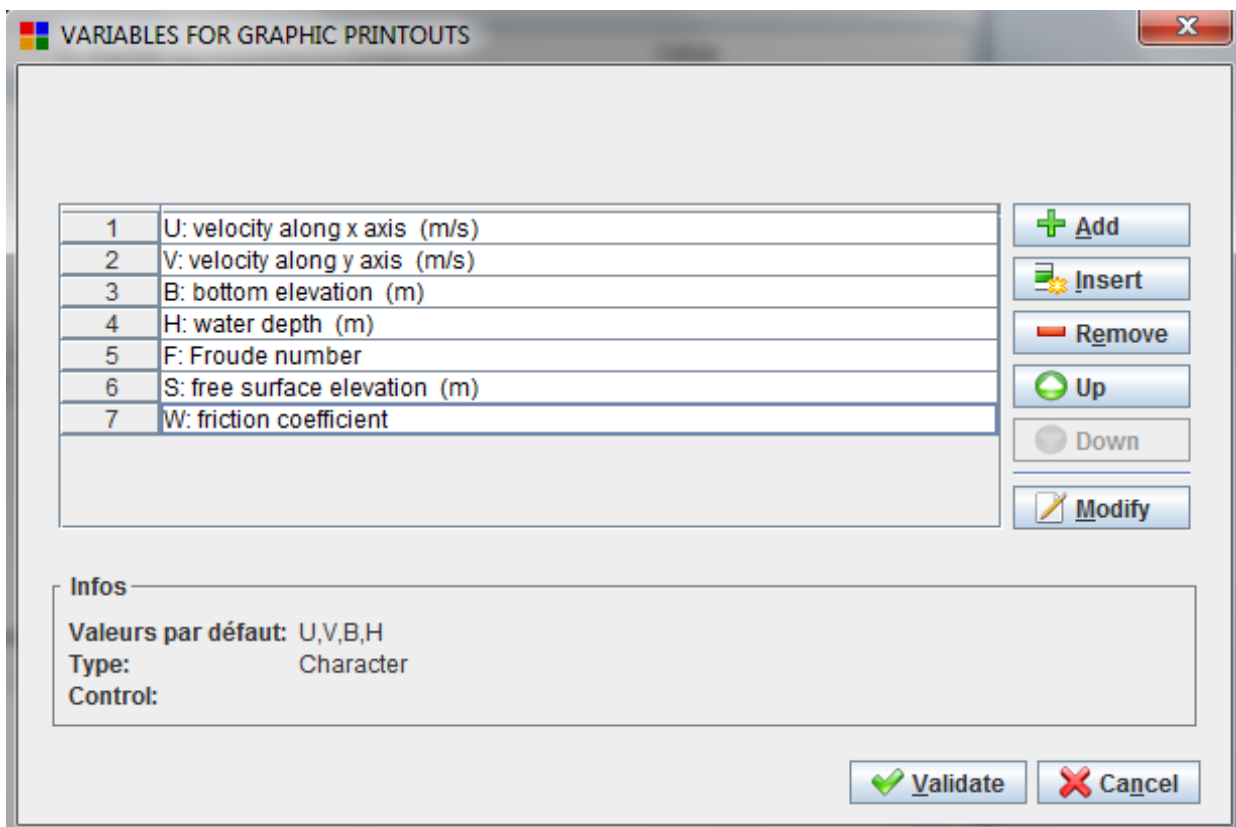 VARIABLES FOR GRAPHIC PRINTOUTS
1 U: velocity along x axis (m/s)
2 V: velocity along y axis (m/s)
3 B: bottom elevation (m)
4 H: water depth (m)
5 F: Froude number
6 S: free surface elevation (m)
7 W: friction coefficient
Add
Insert
Remove
Up
Down
Modify
Infos
Valeurs par défaut: U,V,B,H
Type: Character
Control:
Validate
Cancel